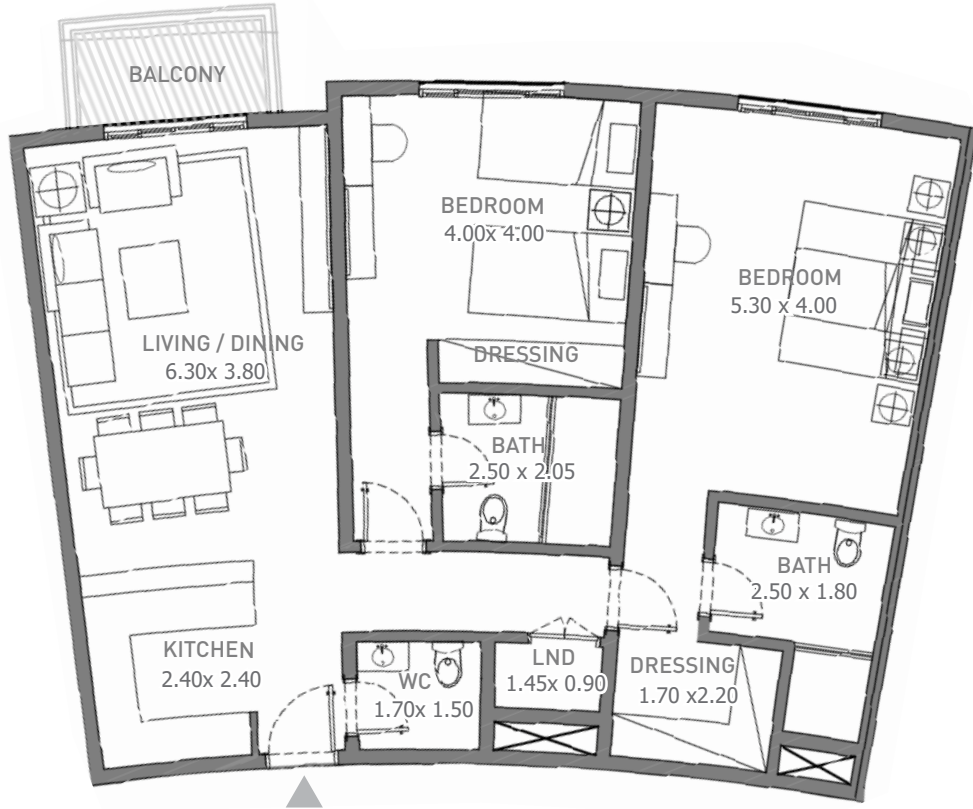 BALCONY
BEDROOM
4.00x 4.00
BEDROOM
5.30 x 4.00
LIVING / DINING
6.30x 3.80
DRESSING
BATH
2.50 x 2.05
BATH
2.50 x 1.80
KITCHEN
2.40x 2.40
WC
1.70x 1.50
LND
1.45x 0.90
DRESSING
1.70 x2.20